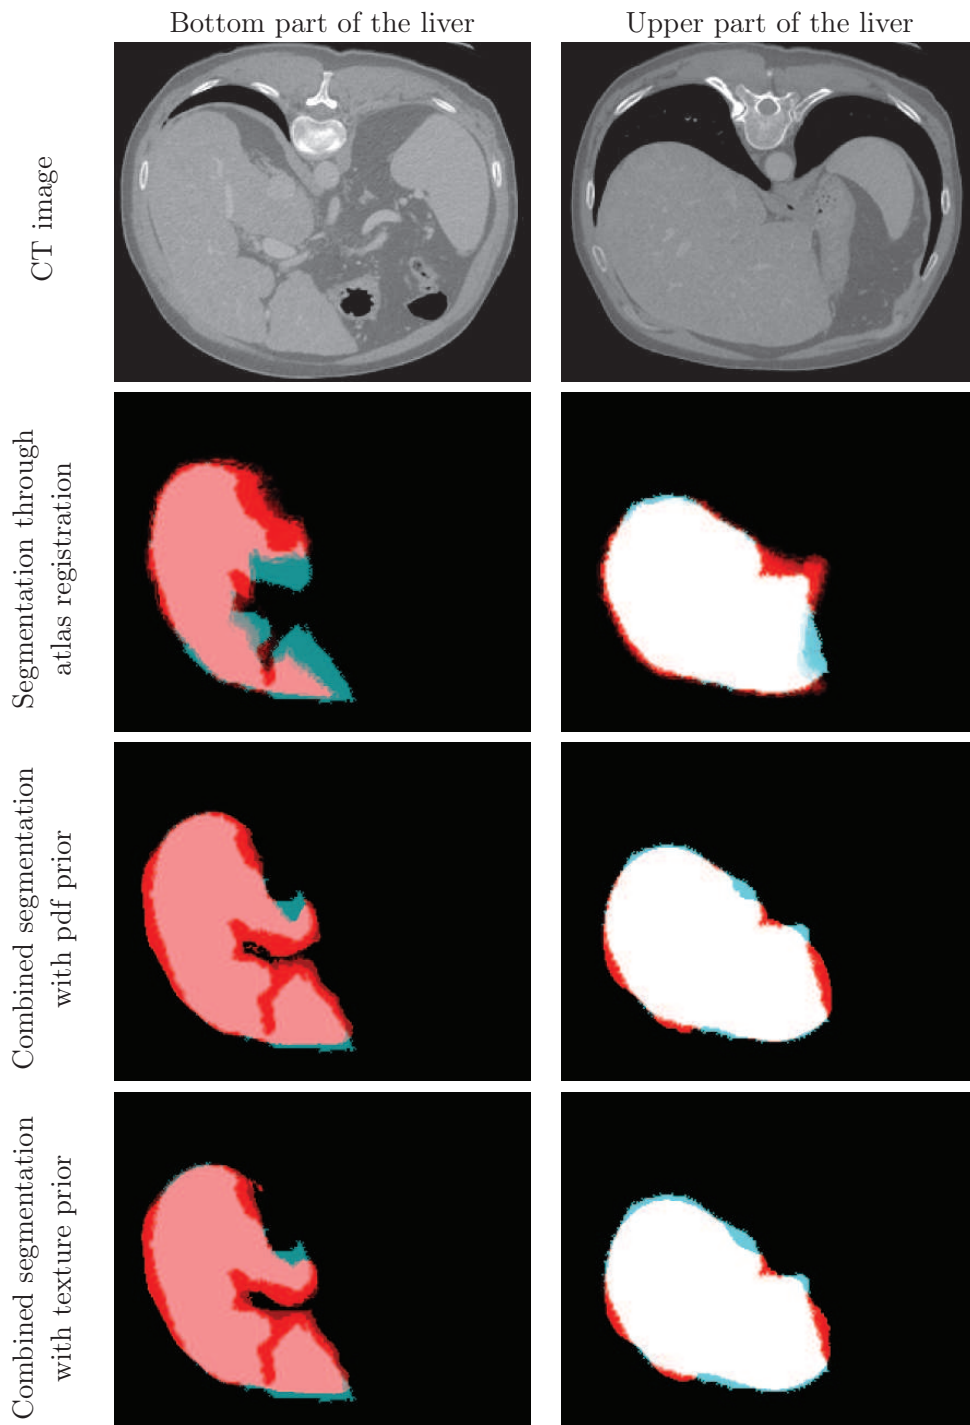 Bottom part of the liver
Upper part of the liver
CT image
Segmentation through
atlas registration
Combined segmentation
with pdf prior
Combined segmentation
with texture prior